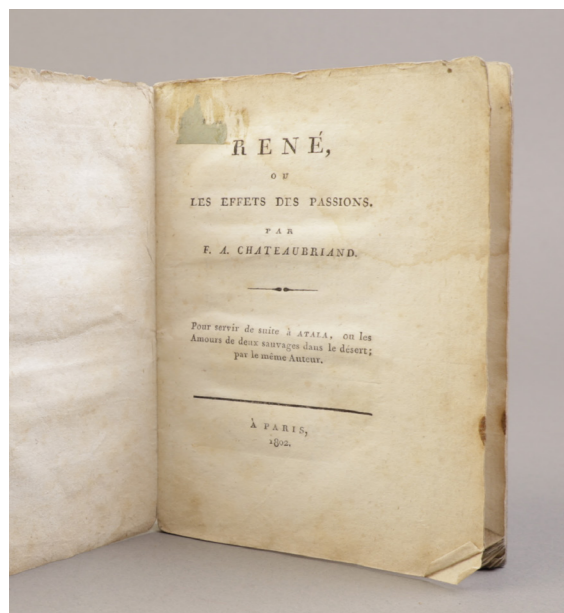 RENÉ,
OU
LES EFFETS DES PASSIONS.
PAR
F. A. CHATEAUBRIAND.
Pour servir de suite à ATALA, ou les
Amours de deux sauvages dans le désert;
par le même Auteur.
À PARIS,
1802.